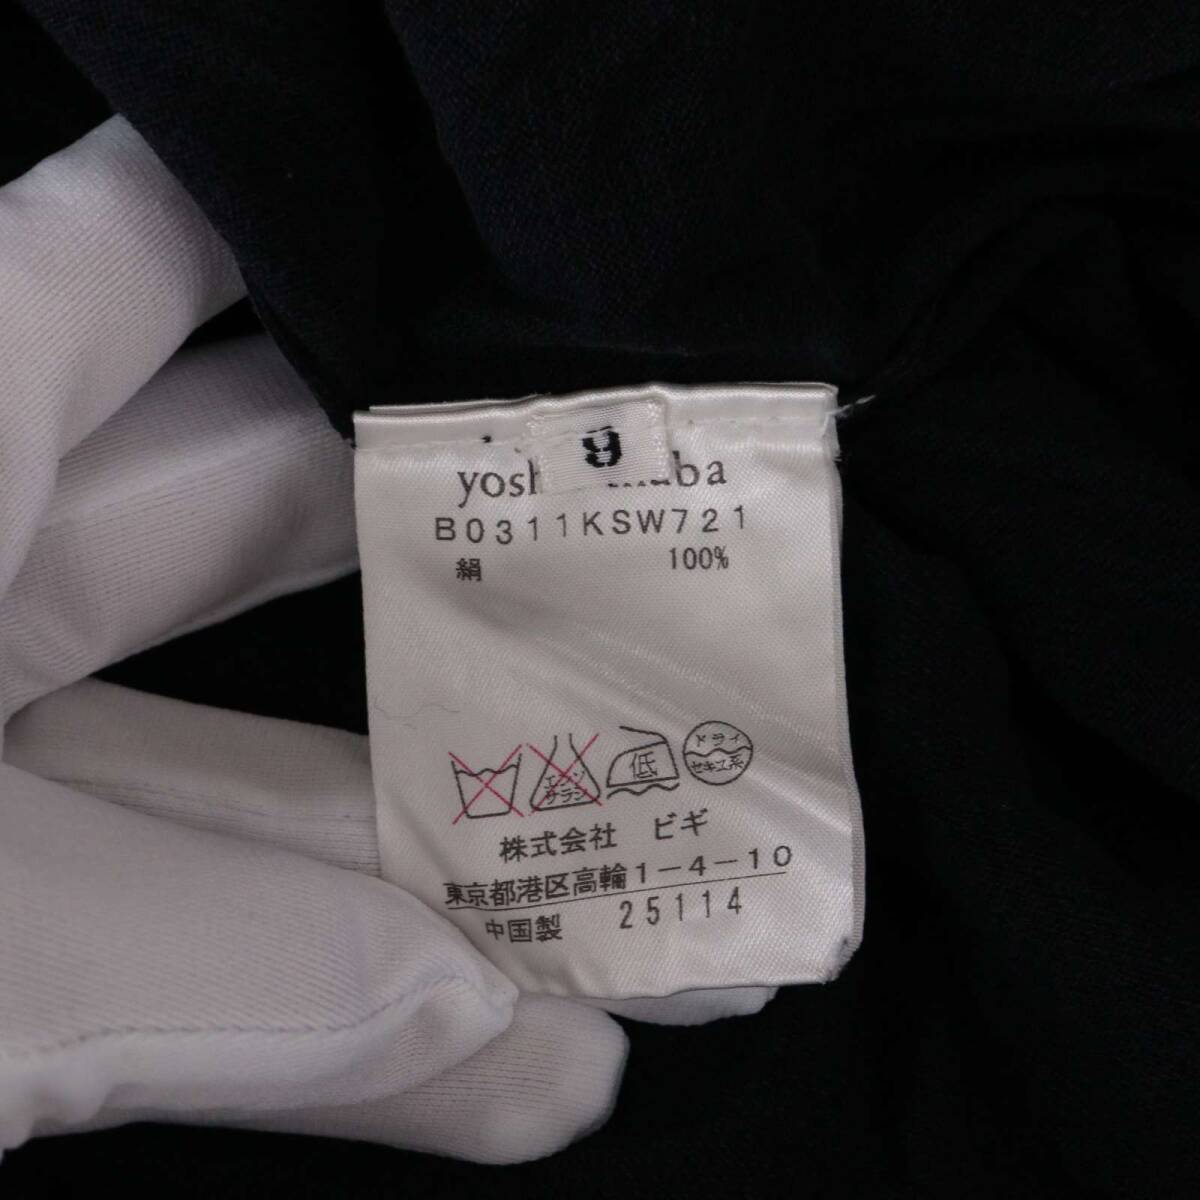 9
B0311KSW721
絹 100%
エンソ
サラシ
低
ドライ
セキユ系
株式会社 ビギ
東京都港区高輪1-4-10
中国製 25114